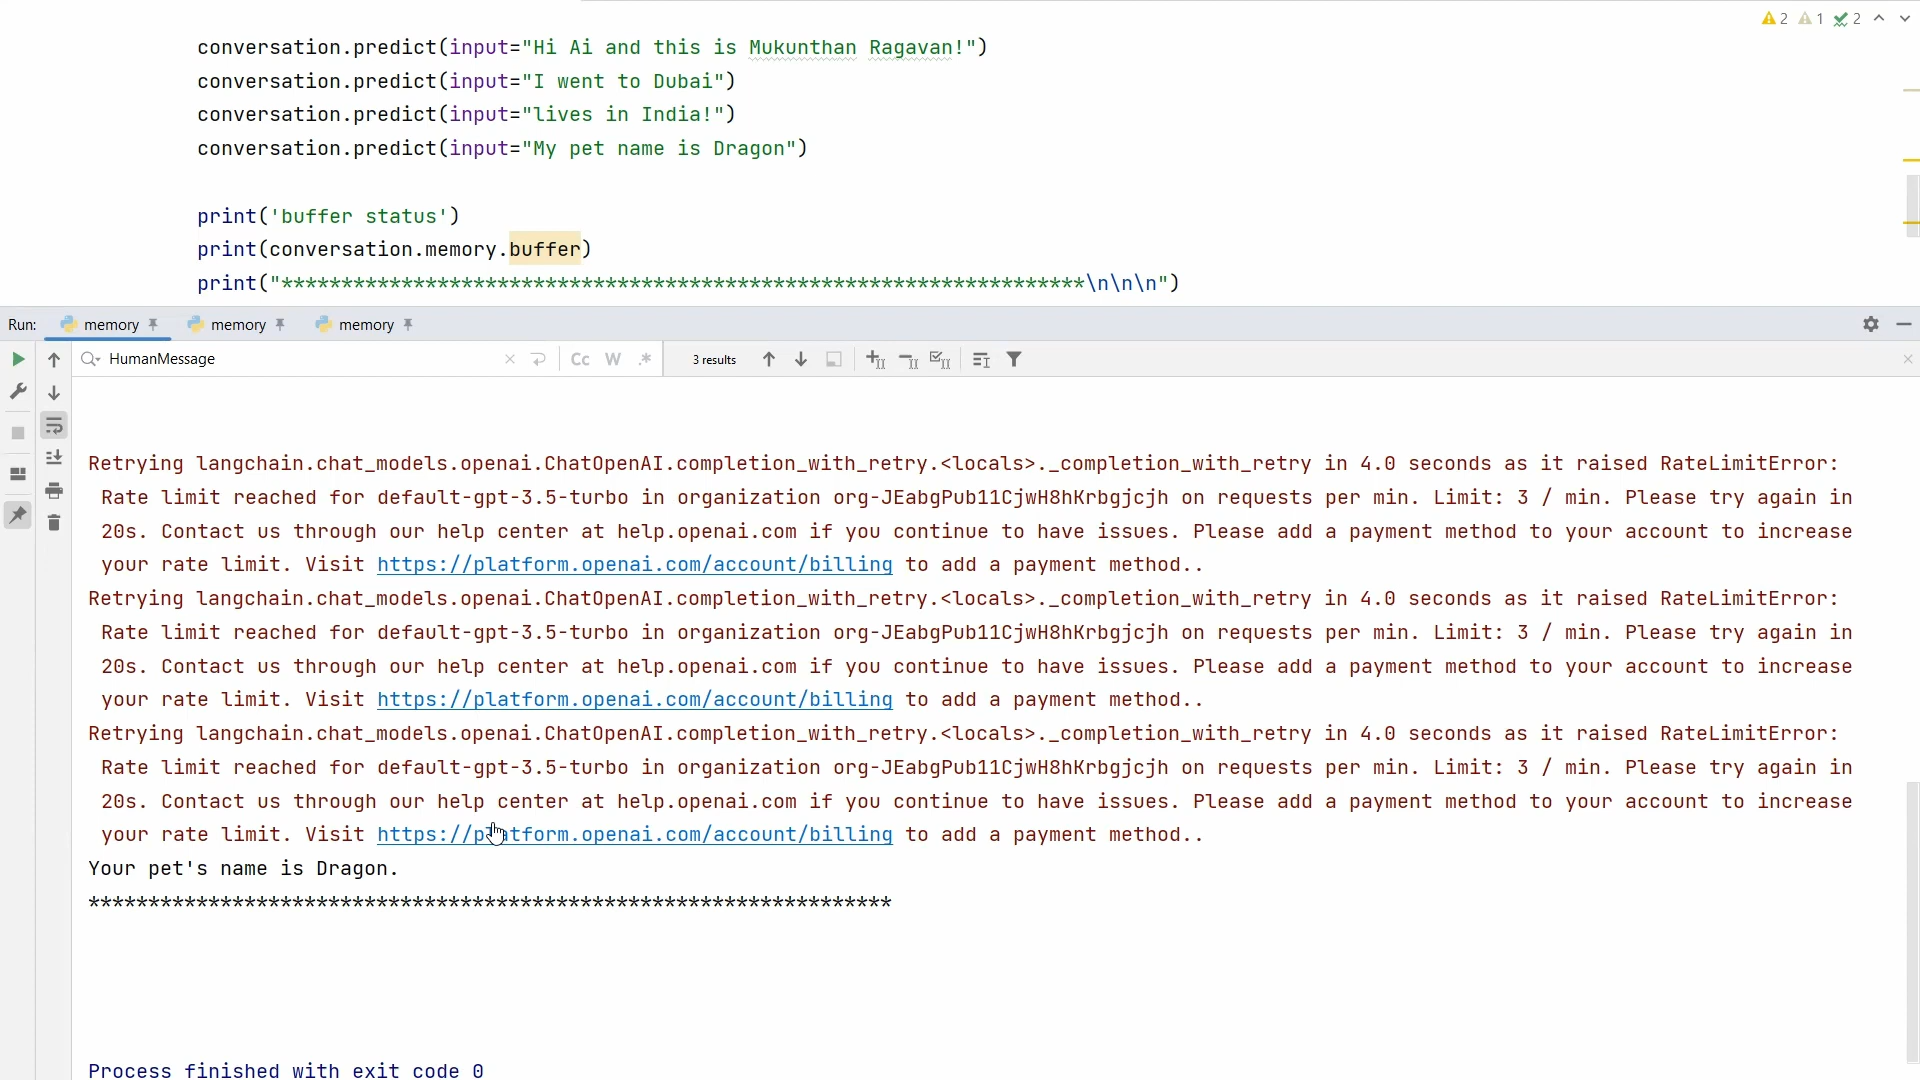 2 1 2
conversation.predict(input="Hi Ai and this is Mukunthan Ragavan!")
conversation.predict(input="I went to Dubai")
conversation.predict(input="lives in India!")
conversation.predict(input="My pet name is Dragon")
print('buffer status')
print(conversation.memory.buffer)
print("*******************************************************************\n\n\n")
Run: memory memory memory
HumanMessage Cc W .* 3 results
Retrying langchain.chat_models.openai.ChatOpenAI.completion_with_retry.<locals>._completion_with_retry in 4.0 seconds as it raised RateLimitError:
Rate limit reached for default-gpt-3.5-turbo in organization org-JEabgPub11CjwH8hKrbgjcjh on requests per min. Limit: 3 / min. Please try again in
20s. Contact us through our help center at help.openai.com if you continue to have issues. Please add a payment method to your account to increase
your rate limit. Visit https://platform.openai.com/account/billing to add a payment method..
Retrying langchain.chat_models.openai.ChatOpenAI.completion_with_retry.<locals>._completion_with_retry in 4.0 seconds as it raised RateLimitError:
Rate limit reached for default-gpt-3.5-turbo in organization org-JEabgPub11CjwH8hKrbgjcjh on requests per min. Limit: 3 / min. Please try again in
20s. Contact us through our help center at help.openai.com if you continue to have issues. Please add a payment method to your account to increase
your rate limit. Visit https://platform.openai.com/account/billing to add a payment method..
Retrying langchain.chat_models.openai.ChatOpenAI.completion_with_retry.<locals>._completion_with_retry in 4.0 seconds as it raised RateLimitError:
Rate limit reached for default-gpt-3.5-turbo in organization org-JEabgPub11CjwH8hKrbgjcjh on requests per min. Limit: 3 / min. Please try again in
20s. Contact us through our help center at help.openai.com if you continue to have issues. Please add a payment method to your account to increase
your rate limit. Visit https://platform.openai.com/account/billing to add a payment method..
Your pet's name is Dragon.
*******************************************************************
Process finished with exit code 0